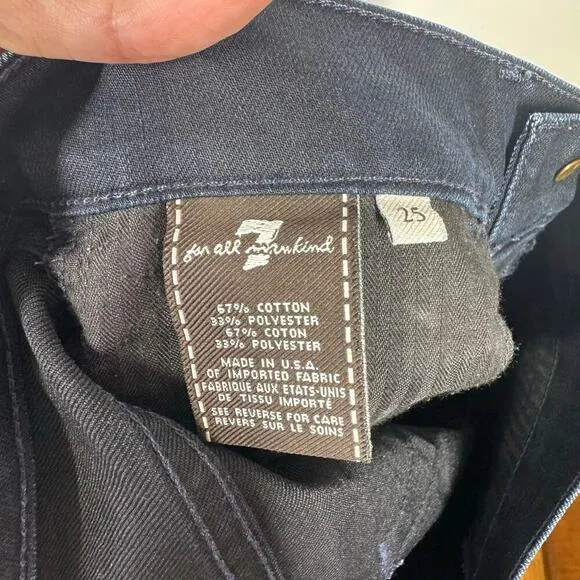 7
for all mankind
25
67% COTTON
33% POLYESTER
67% COTON
33% POLYESTER
MADE IN U.S.A.
OF IMPORTED FABRIC
FABRIQUE AUX ETATS-UNIS
DE TISSU IMPORTÉ
SEE REVERSE FOR CARE
REVERS SUR LE SOINS